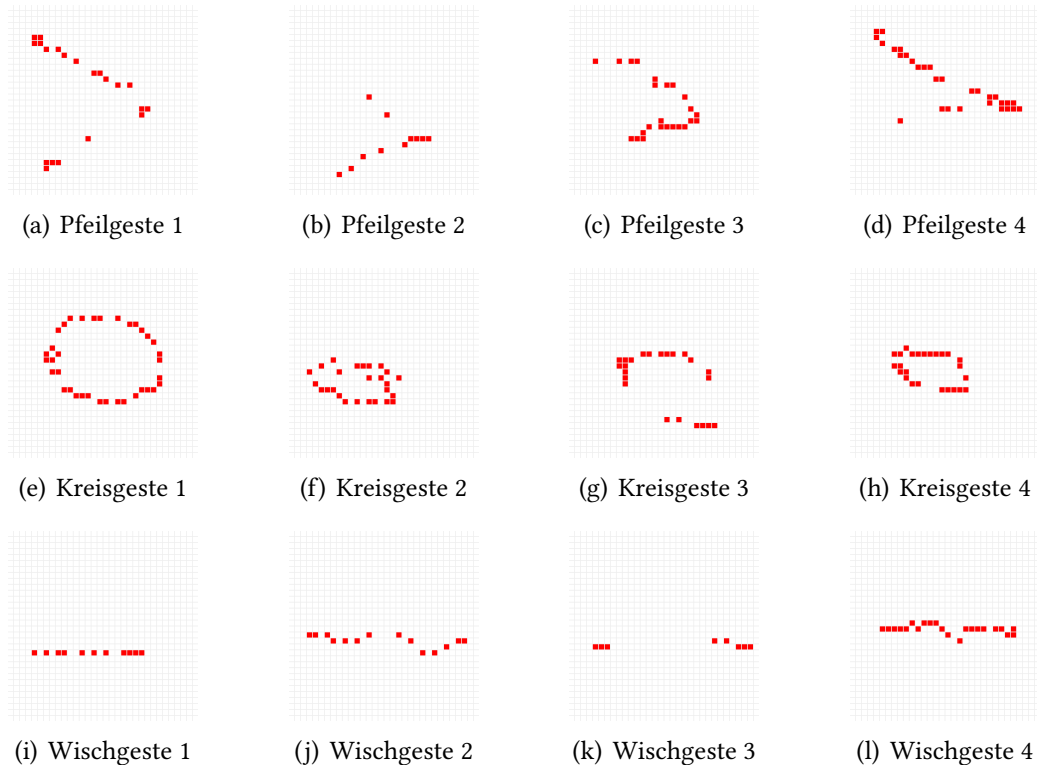 (a) Pfeilgeste 1
(b) Pfeilgeste 2
(c) Pfeilgeste 3
(d) Pfeilgeste 4
(e) Kreisgeste 1
(f) Kreisgeste 2
(g) Kreisgeste 3
(h) Kreisgeste 4
(i) Wischgeste 1
(j) Wischgeste 2
(k) Wischgeste 3
(l) Wischgeste 4